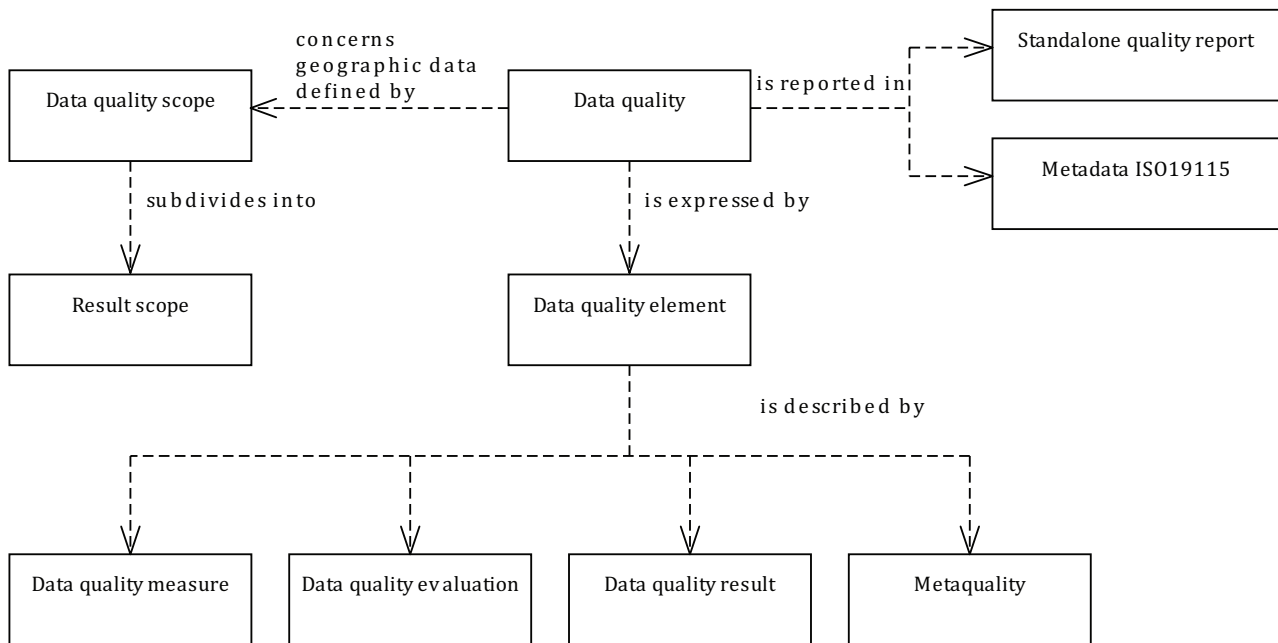 Standalone quality report
concerns
geographic data
defined by
Data quality scope
Data quality
is reported in
Metadata ISO19115
subdivides into
is expressed by
Result scope
Data quality element
is described by
Data quality measure
Data quality evaluation
Data quality result
Metaquality